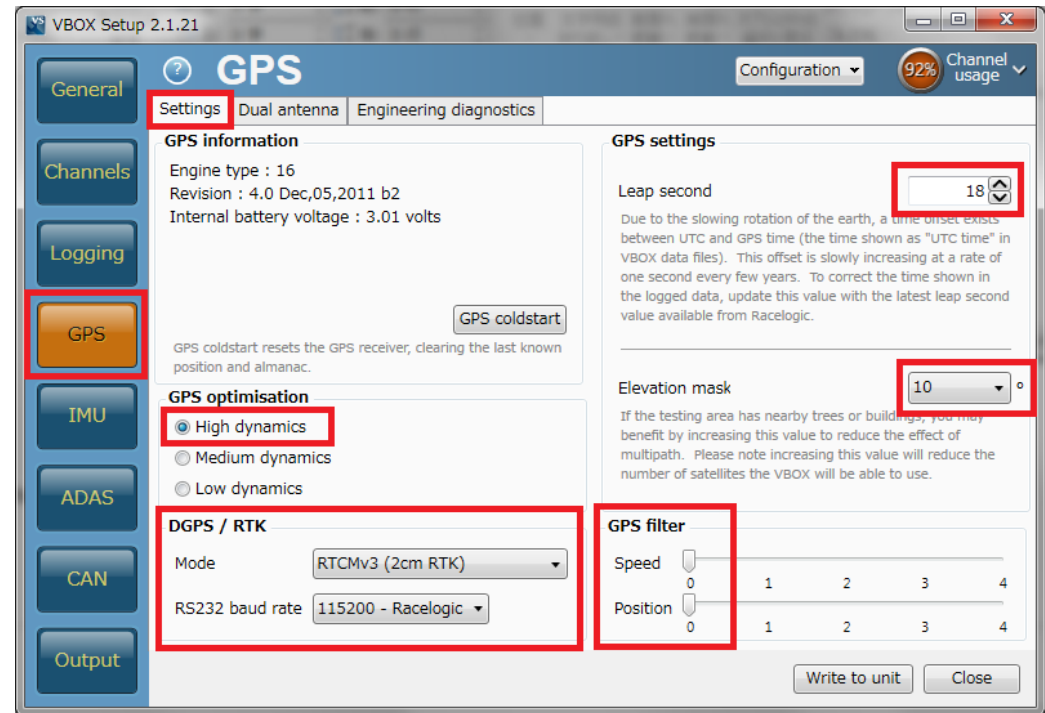 VBOX Setup 2.1.21
General
Channels
Logging
GPS
IMU
ADAS
CAN
Output
? GPS
Configuration
92% Channel usage
Settings Dual antenna Engineering diagnostics
GPS information
Engine type : 16
Revision : 4.0 Dec,05,2011 b2
Internal battery voltage : 3.01 volts
GPS coldstart
GPS coldstart resets the GPS receiver, clearing the last known
position and almanac.
GPS optimisation
High dynamics
Medium dynamics
Low dynamics
DGPS / RTK
Mode RTCMv3 (2cm RTK)
RS232 baud rate 115200 - Racelogic
GPS settings
Leap second 18
Due to the slowing rotation of the earth, a time offset exists
between UTC and GPS time (the time shown as "UTC time" in
VBOX data files). This offset is slowly increasing at a rate of
one second every few years. To correct the time shown in
the logged data, update this value with the latest leap second
value available from Racelogic.
Elevation mask 10 °
If the testing area has nearby trees or buildings, you may
benefit by increasing this value to reduce the effect of
multipath. Please note increasing this value will reduce the
number of satellites the VBOX will be able to use.
GPS filter
Speed
0 1 2 3 4
Position
0 1 2 3 4
Write to unit Close